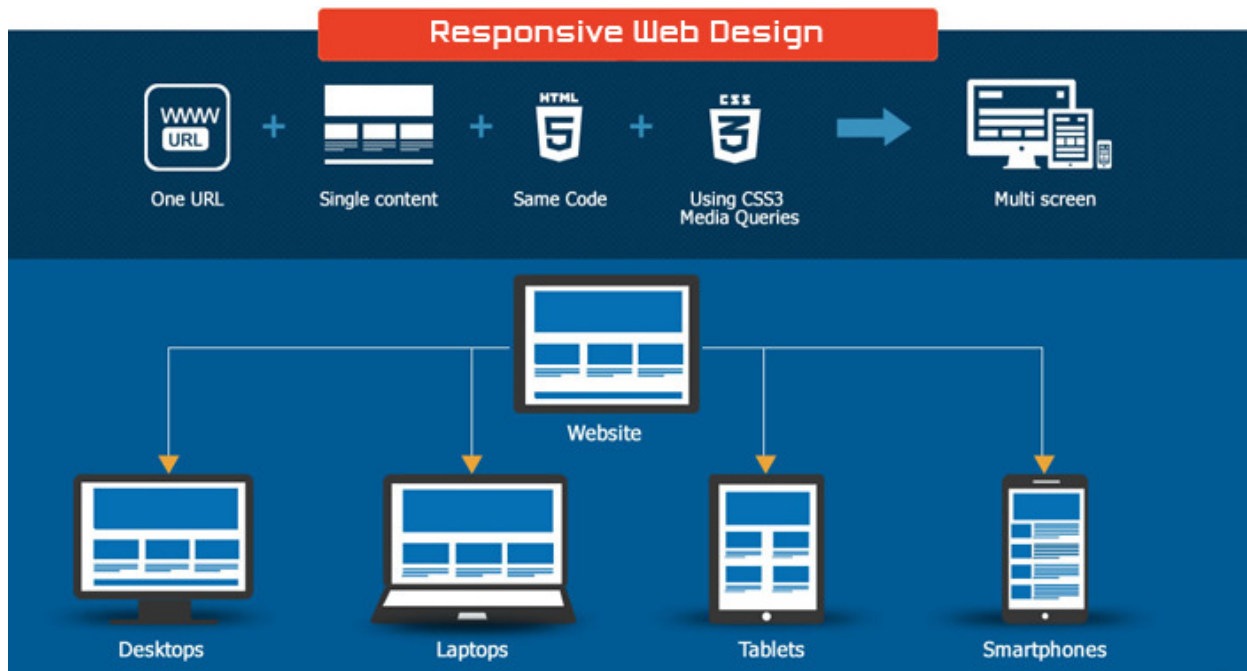 Responsive Web Design
WWW
URL
HTML
5
CSS
3
One URL
Single content
Same Code
Using CSS3
Media Queries
Multi screen
Website
Desktops
Laptops
Tablets
Smartphones